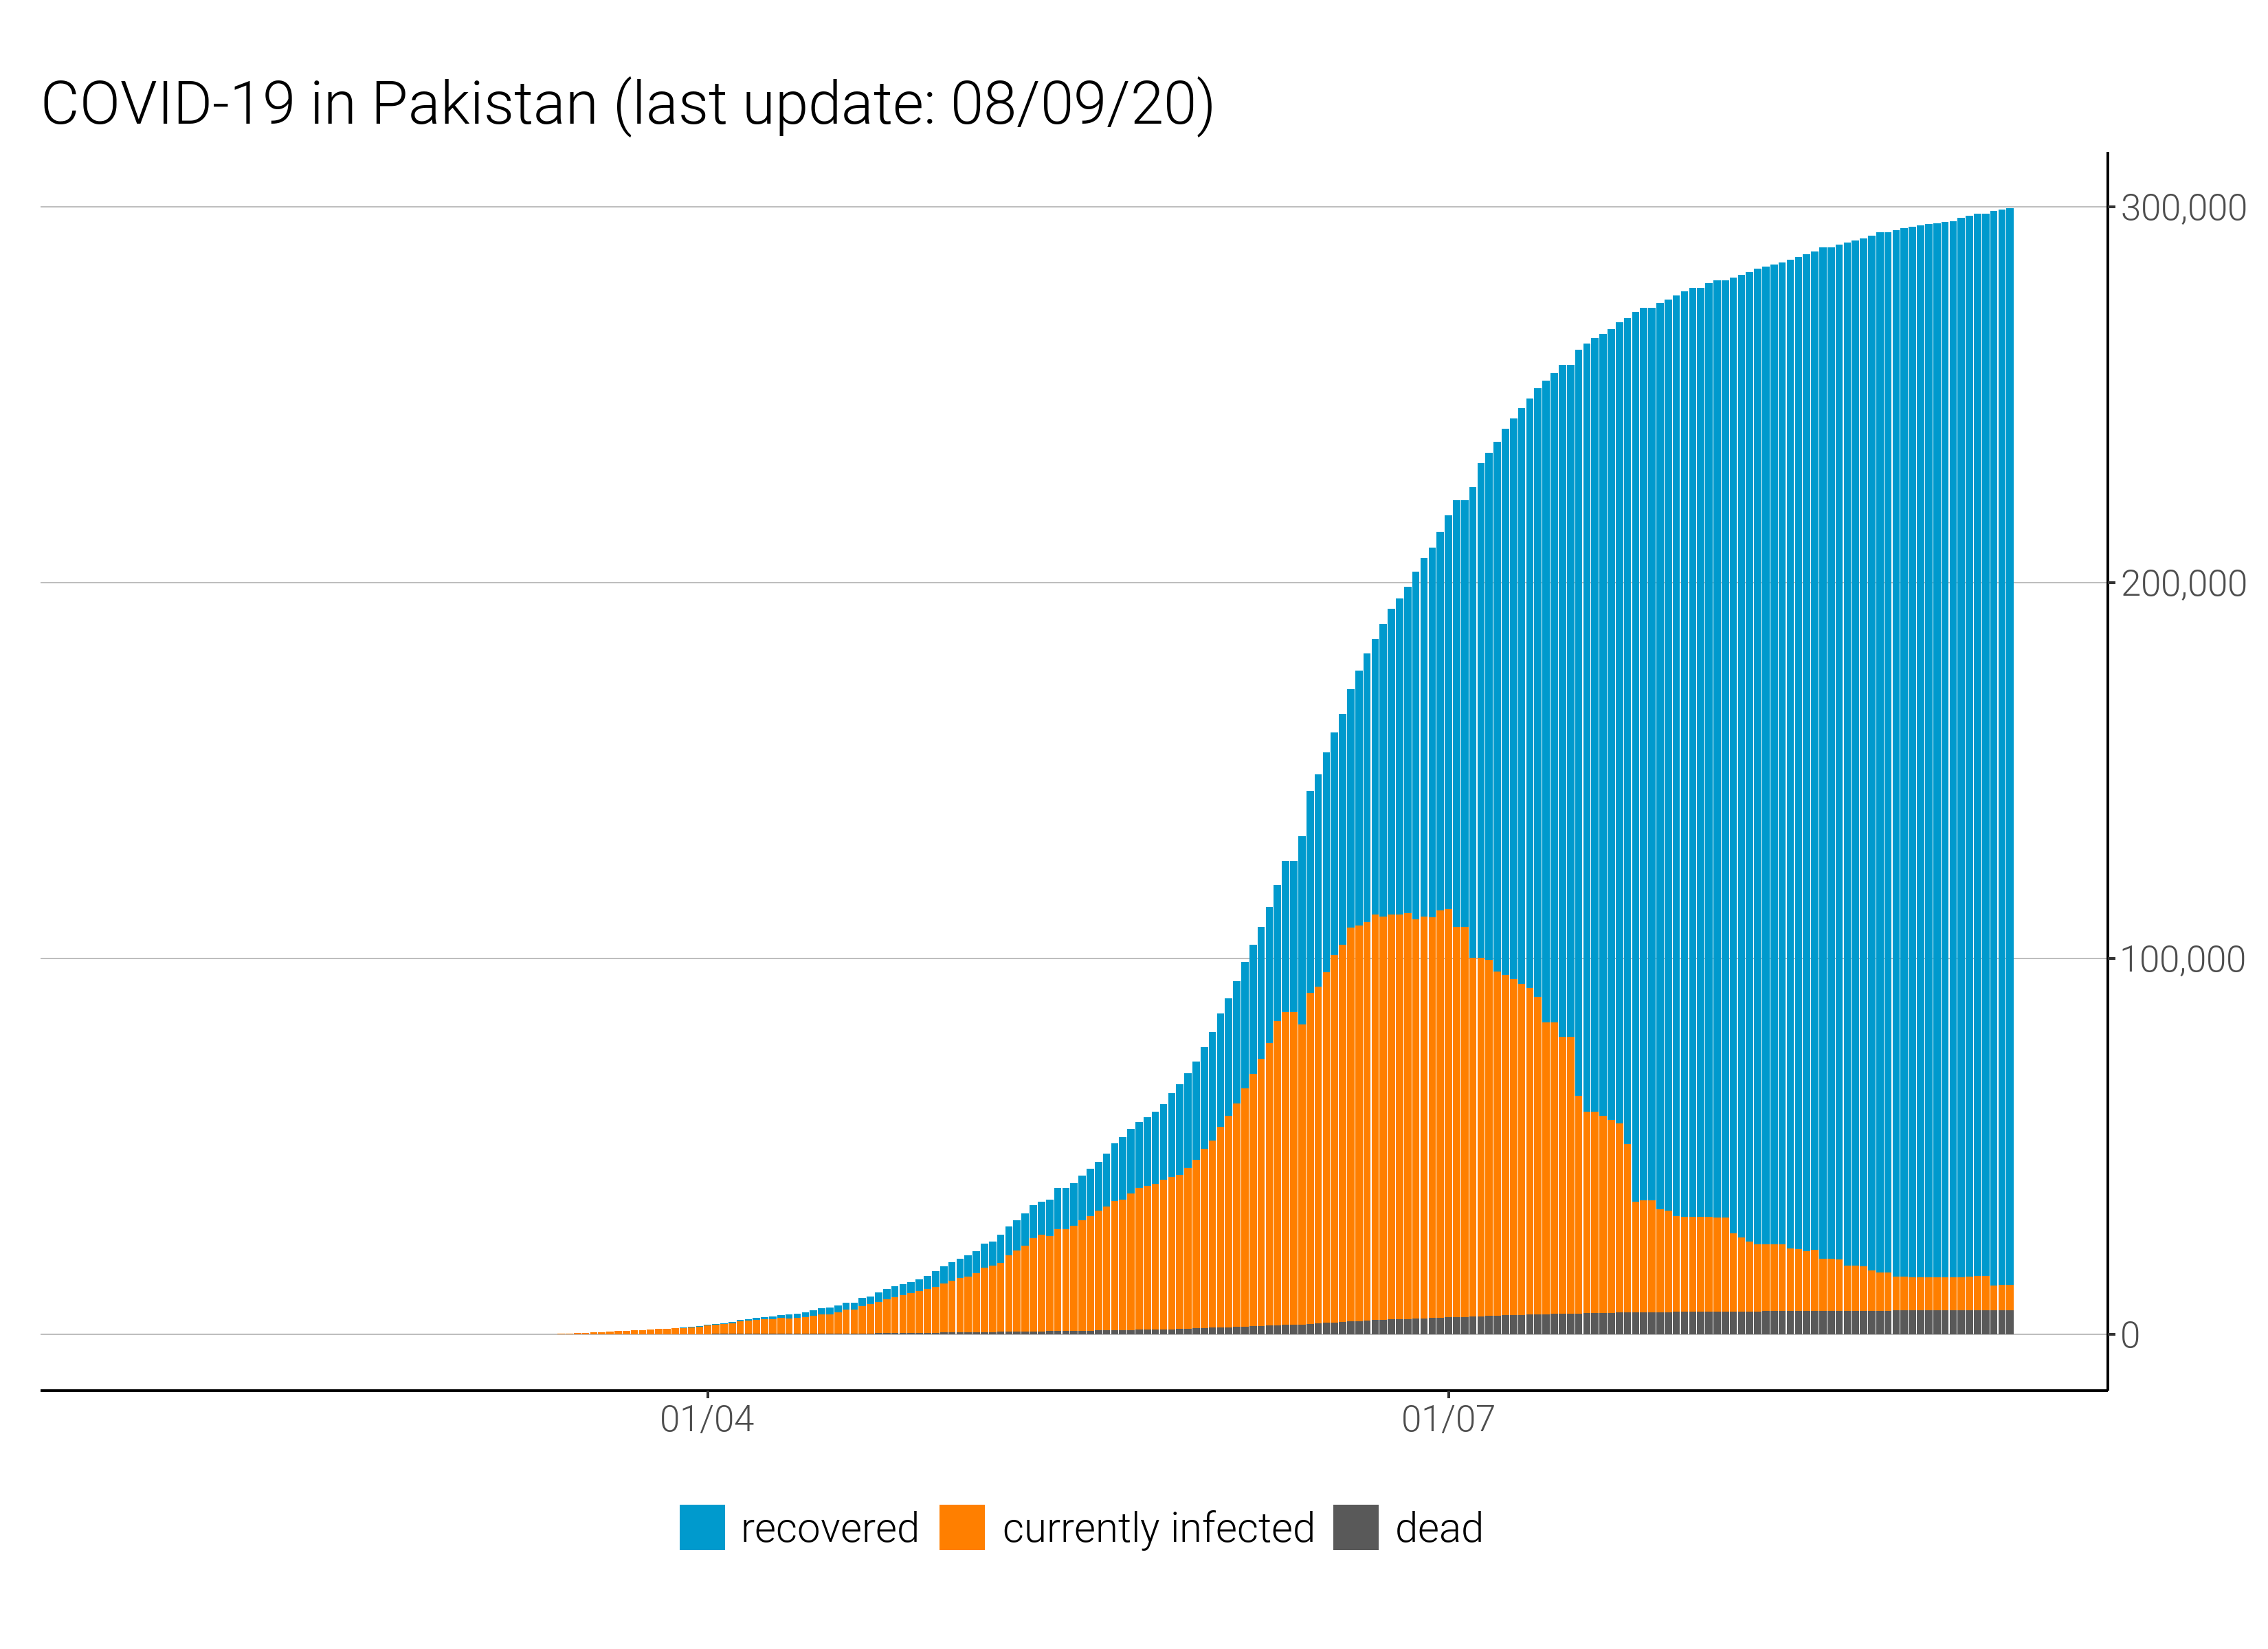 COVID-19 in Pakistan (last update: 08/09/20)
300,000
200,000
100,000
0
01/04 01/07
recovered currently infected dead